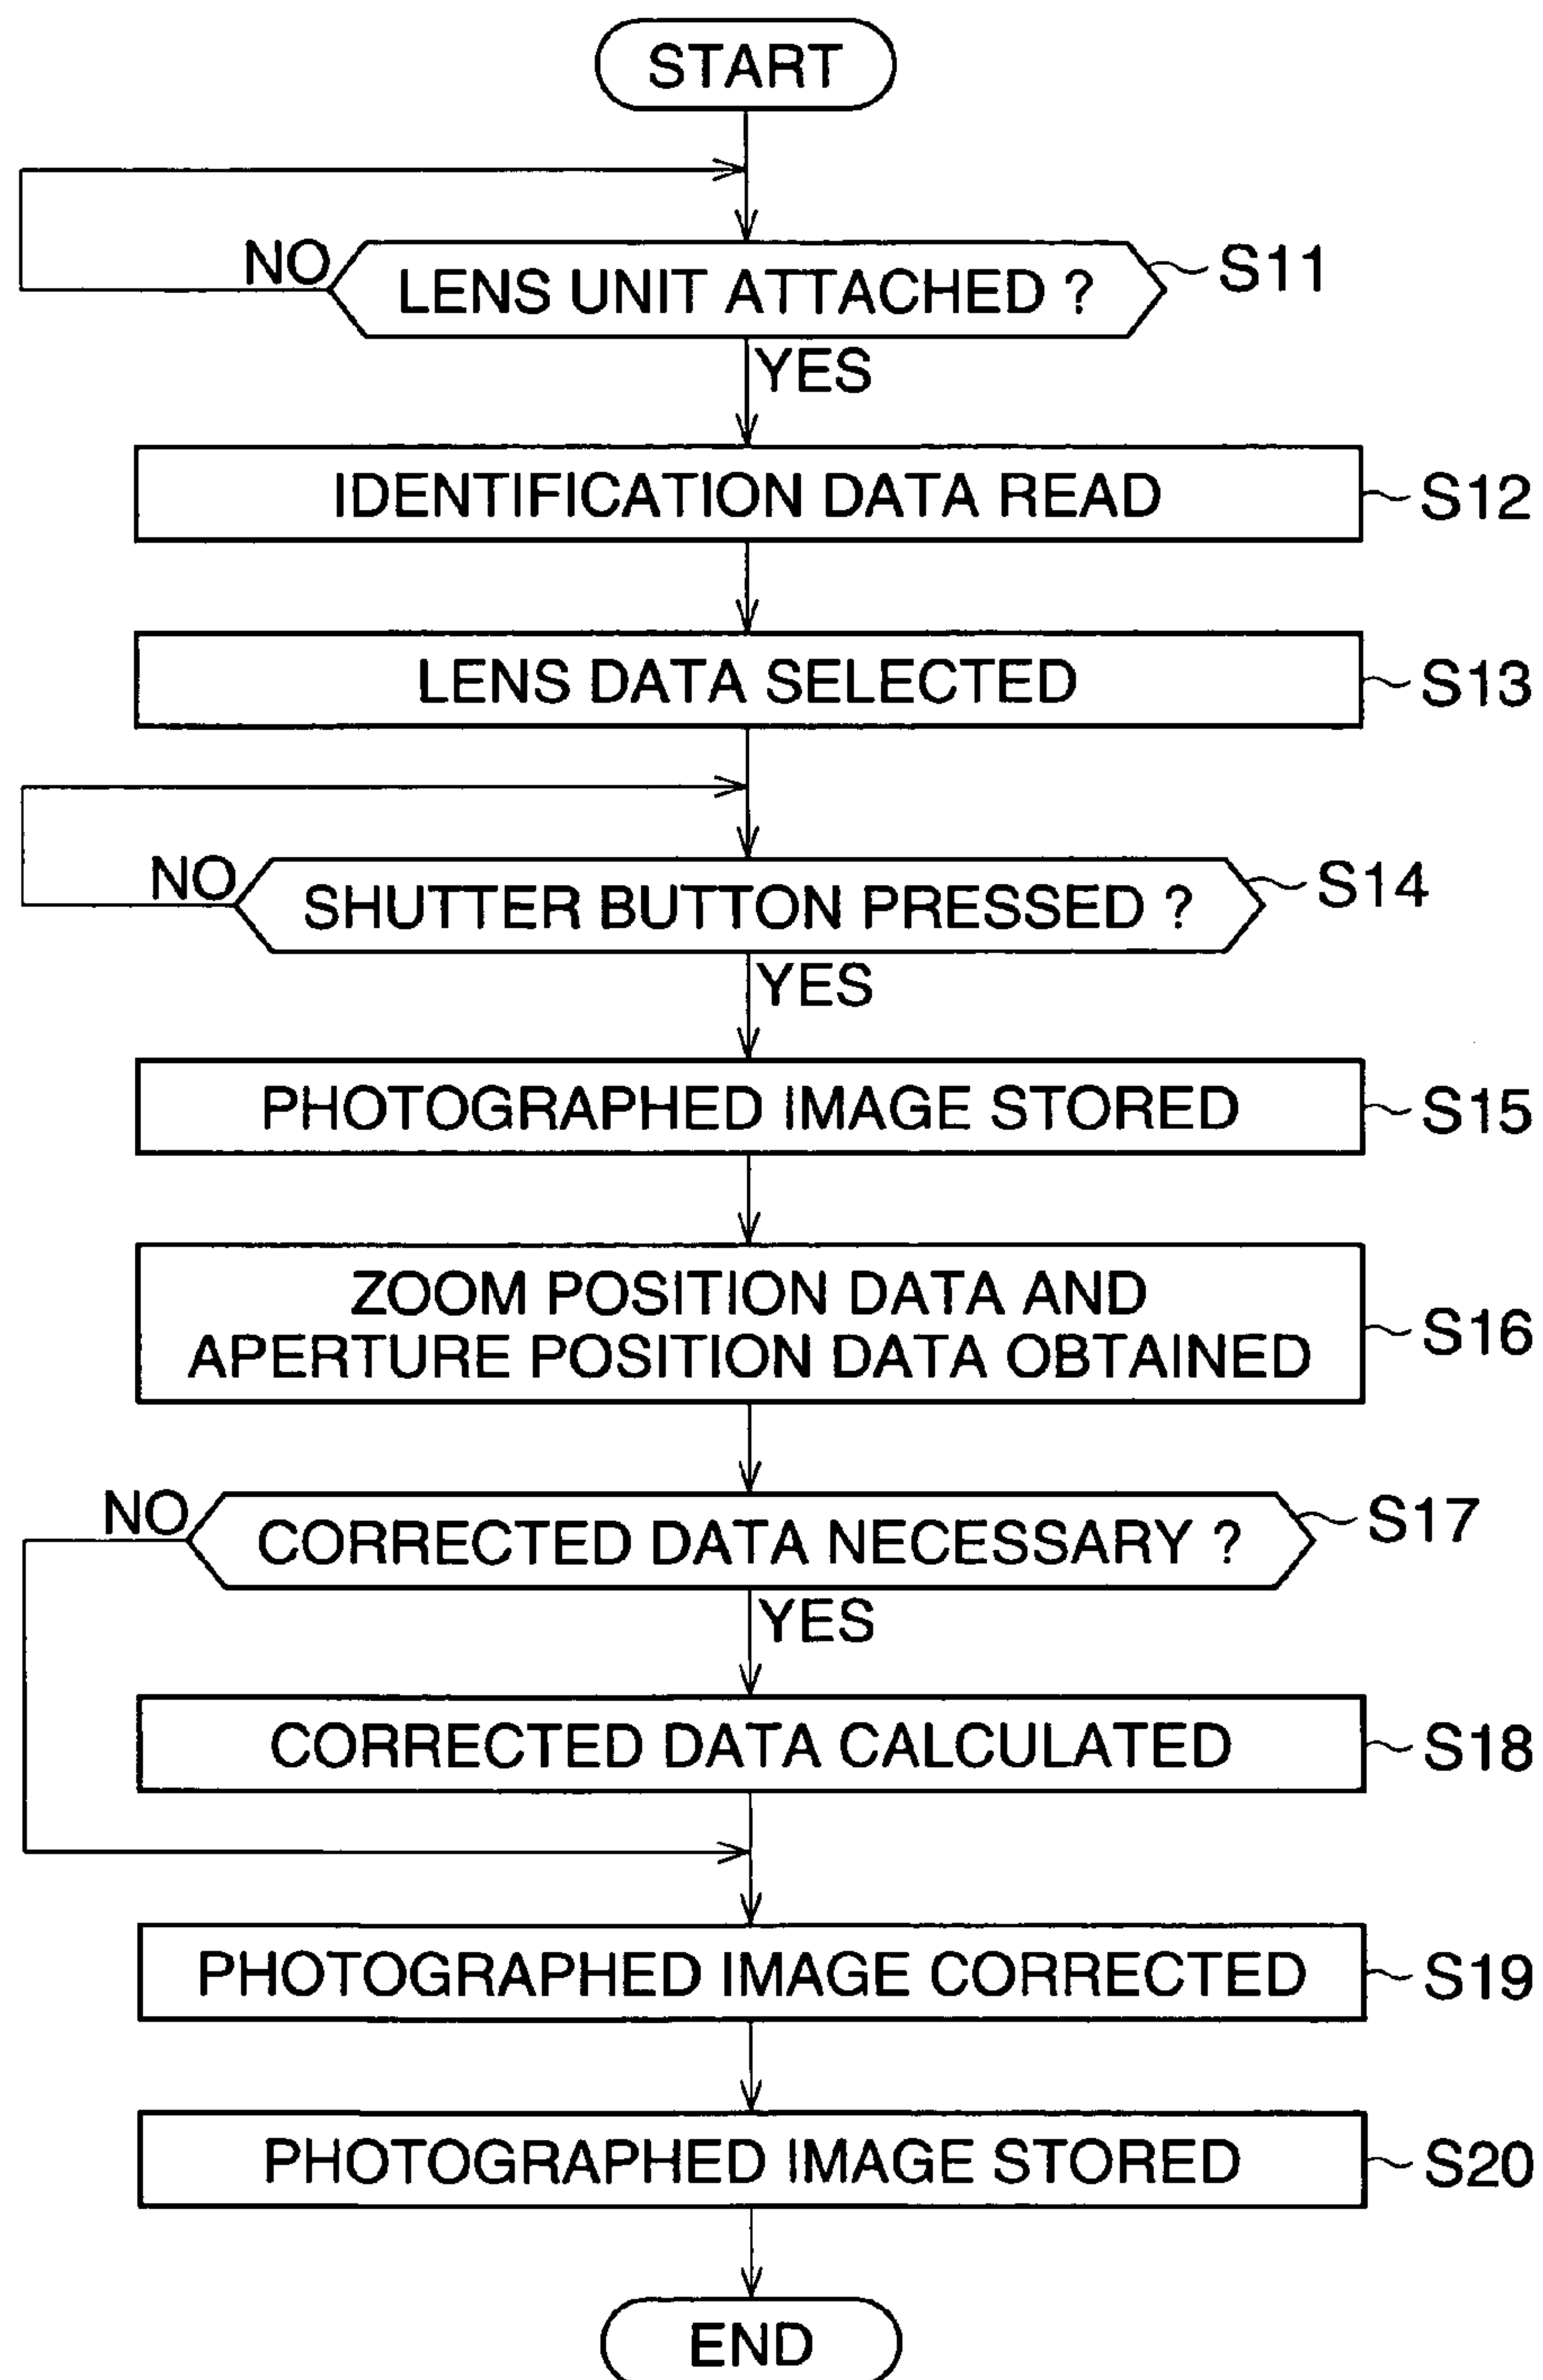 START
NO
LENS UNIT ATTACHED ?
S11
YES
IDENTIFICATION DATA READ
S12
LENS DATA SELECTED
S13
NO
SHUTTER BUTTON PRESSED ?
S14
YES
PHOTOGRAPHED IMAGE STORED
S15
ZOOM POSITION DATA AND
APERTURE POSITION DATA OBTAINED
S16
NO
CORRECTED DATA NECESSARY ?
S17
YES
CORRECTED DATA CALCULATED
S18
PHOTOGRAPHED IMAGE CORRECTED
S19
PHOTOGRAPHED IMAGE STORED
S20
END